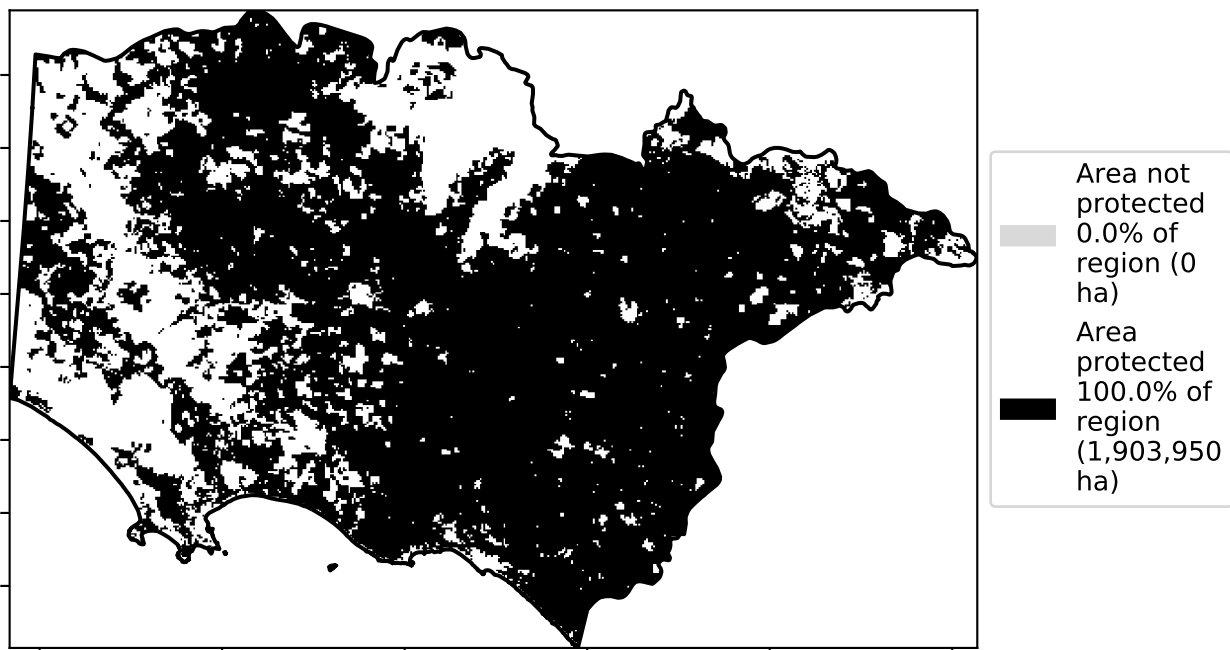 Area not
protected
0.0% of
region (0
ha)
Area
protected
100.0% of
region
(1,903,950
ha)